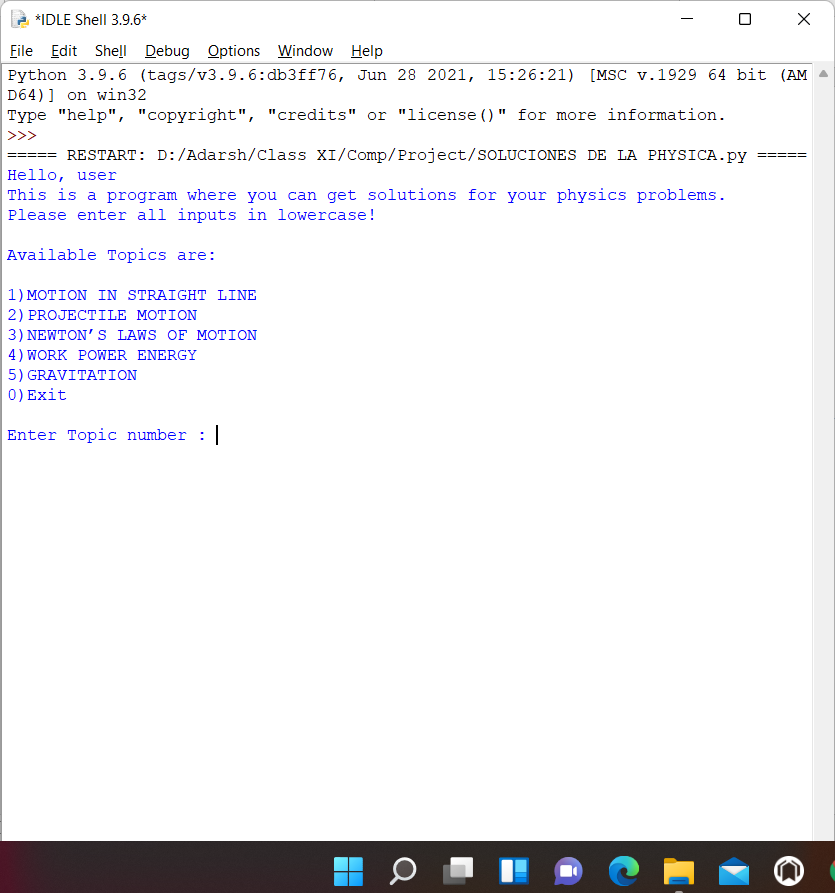 *IDLE Shell 3.9.6*
File Edit Shell Debug Options Window Help
Python 3.9.6 (tags/v3.9.6:db3ff76, Jun 28 2021, 15:26:21) [MSC v.1929 64 bit (AM
D64)] on win32
Type "help", "copyright", "credits" or "license()" for more information.
>>>
===== RESTART: D:/Adarsh/Class XI/Comp/Project/SOLUCIONES DE LA PHYSICA.py =====
Hello, user
This is a program where you can get solutions for your physics problems.
Please enter all inputs in lowercase!
Available Topics are:
1)MOTION IN STRAIGHT LINE
2)PROJECTILE MOTION
3)NEWTON’S LAWS OF MOTION
4)WORK POWER ENERGY
5)GRAVITATION
0)Exit
Enter Topic number :